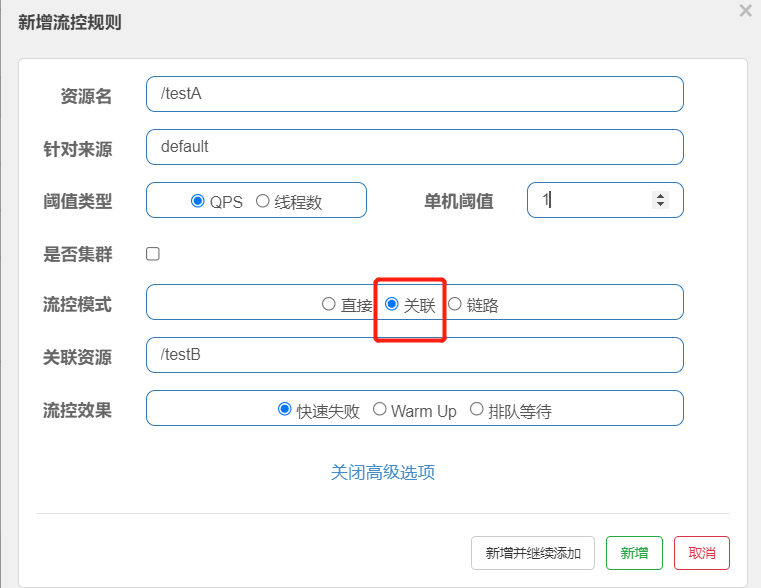 新增流控规则
资源名 /testA
针对来源 default
阈值类型 QPS 线程数 单机阈值 1
是否集群
流控模式 直接 关联 链路
关联资源 /testB
流控效果 快速失败 Warm Up 排队等待
关闭高级选项
新增并继续添加 新增 取消